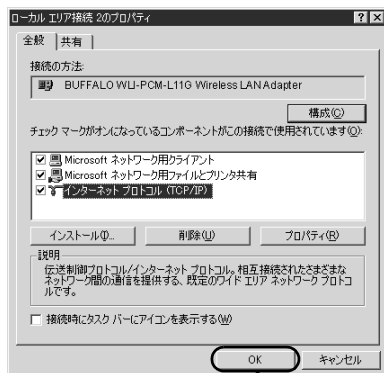 ローカル エリア接続 2のプロパティ
全般 共有
接続の方法:
BUFFALO WLI-PCM-L11G Wireless LAN Adapter
構成(C)
チェック マークがオンになっているコンポーネントがこの接続で使用されています(O):
Microsoft ネットワーク用クライアント
Microsoft ネットワーク用ファイルとプリンタ共有
インターネット プロトコル (TCP/IP)
インストール(I)... 削除(U) プロパティ(R)
説明
伝送制御プロトコル/インターネット プロトコル。相互接続されたさまざまな
ネットワーク間の通信を提供する、既定のワイド エリア ネットワーク プロトコ
ルです。
接続時にタスク バーにアイコンを表示する(W)
OK キャンセル